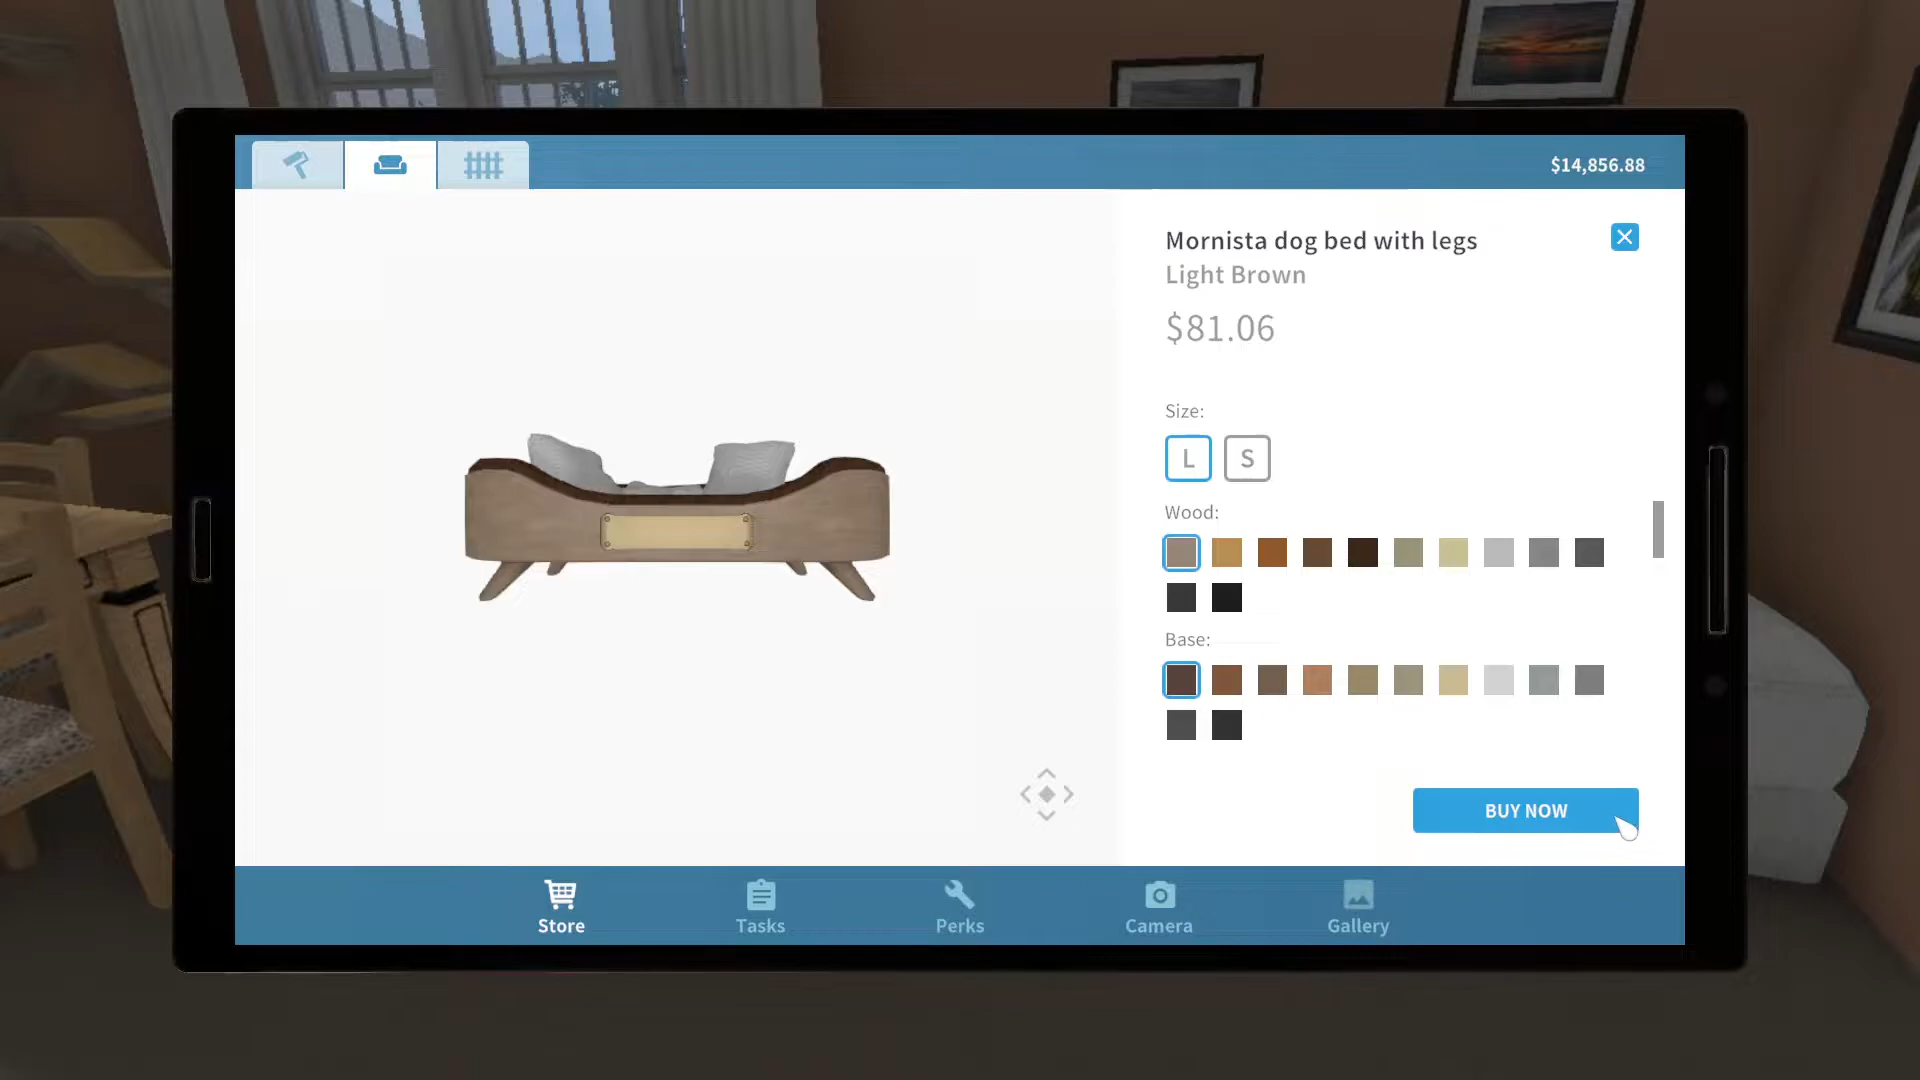 $14,856.88
Mornista dog bed with legs
Light Brown
$81.06
Size:
L S
Wood:
Base:
BUY NOW
Store Tasks Perks Camera Gallery